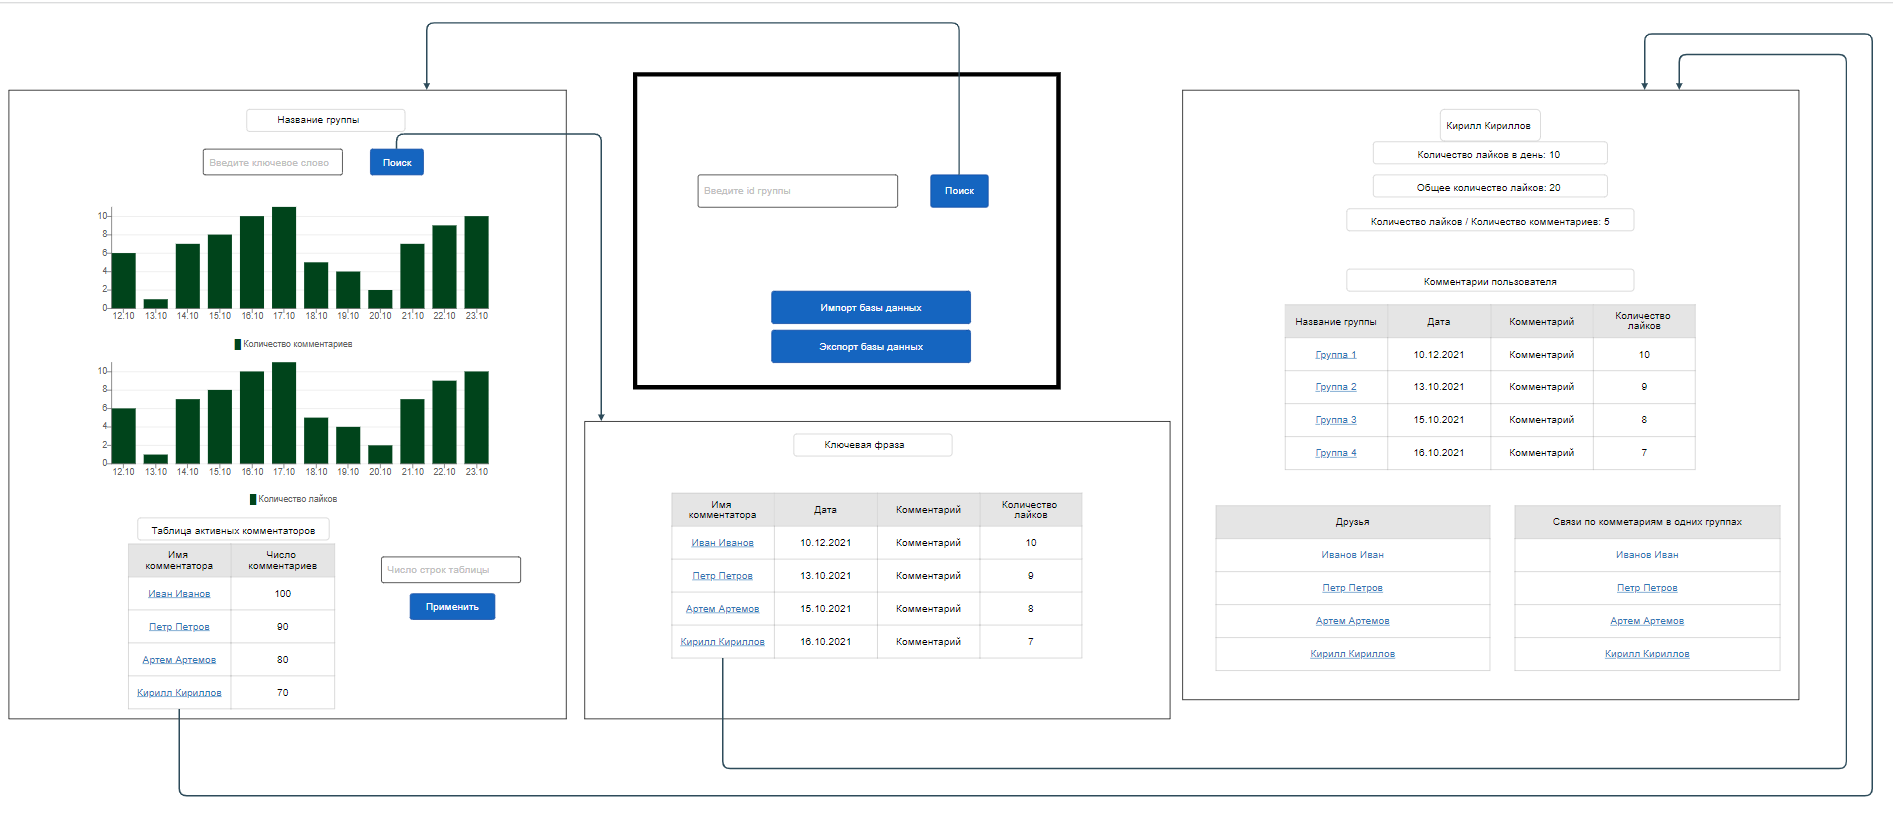 Название группы
Введите ключевое слово
Поиск
10
8
6
4
2
0
12.10 13.10 14.10 15.10 16.10 17.10 18.10 19.10 20.10 21.10 22.10 23.10
Количество комментариев
10
8
6
4
2
0
12.10 13.10 14.10 15.10 16.10 17.10 18.10 19.10 20.10 21.10 22.10 23.10
Количество лайков
Таблица активных комментаторов
Имя
комментатора
Число
комментариев
Иван Иванов 100
Петр Петров 90
Артем Артемов 80
Кирилл Кириллов 70
Число строк таблицы
Применить
Введите id группы
Поиск
Импорт базы данных
Экспорт базы данных
Ключевая фраза
Имя
комментатора
Дата
Комментарий
Количество
лайков
Иван Иванов 10.12.2021 Комментарий 10
Петр Петров 13.10.2021 Комментарий 9
Артем Артемов 15.10.2021 Комментарий 8
Кирилл Кириллов 16.10.2021 Комментарий 7
Кирилл Кириллов
Количество лайков в день: 10
Общее количество лайков: 20
Количество лайков / Количество комментариев: 5
Комментарии пользователя
Название группы
Дата
Комментарий
Количество
лайков
Группа 1 10.12.2021 Комментарий 10
Группа 2 13.10.2021 Комментарий 9
Группа 3 15.10.2021 Комментарий 8
Группа 4 16.10.2021 Комментарий 7
Друзья
Иванов Иван
Петр Петров
Артем Артемов
Кирилл Кириллов
Связи по комметариям в одних группах
Иванов Иван
Петр Петров
Артем Артемов
Кирилл Кириллов